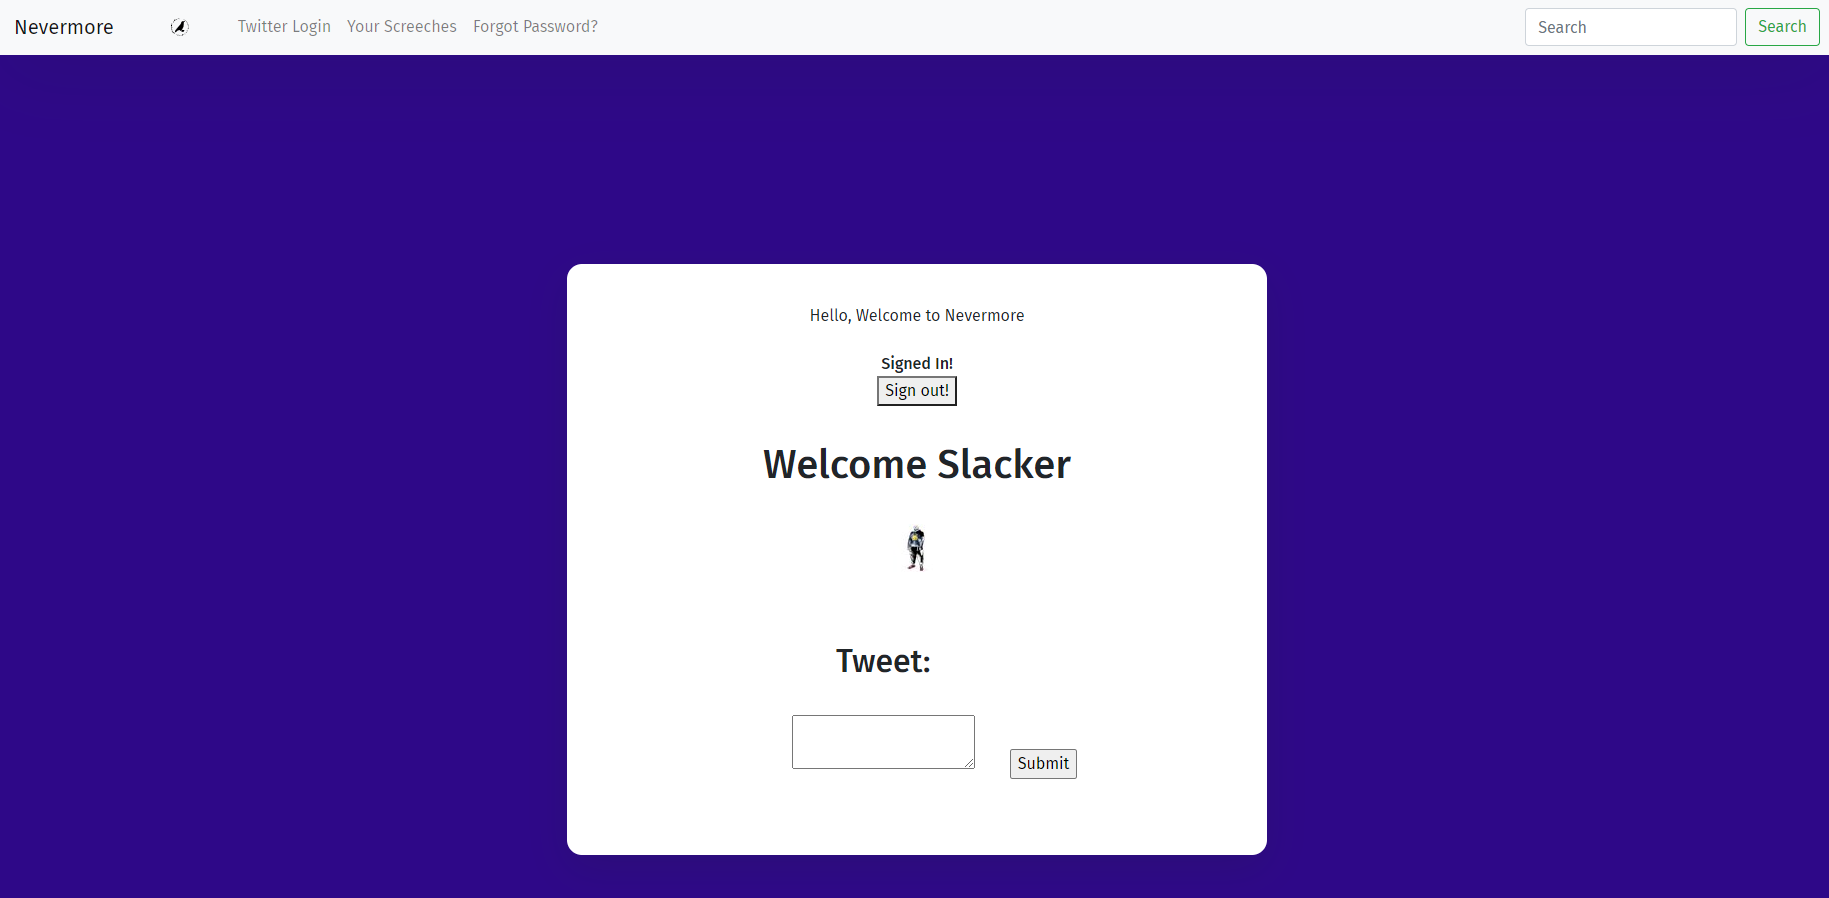 Nevermore Twitter Login Your Screeches Forgot Password? Search Search
Hello, Welcome to Nevermore
Signed In!
Sign out!
Welcome Slacker
Tweet:
Submit